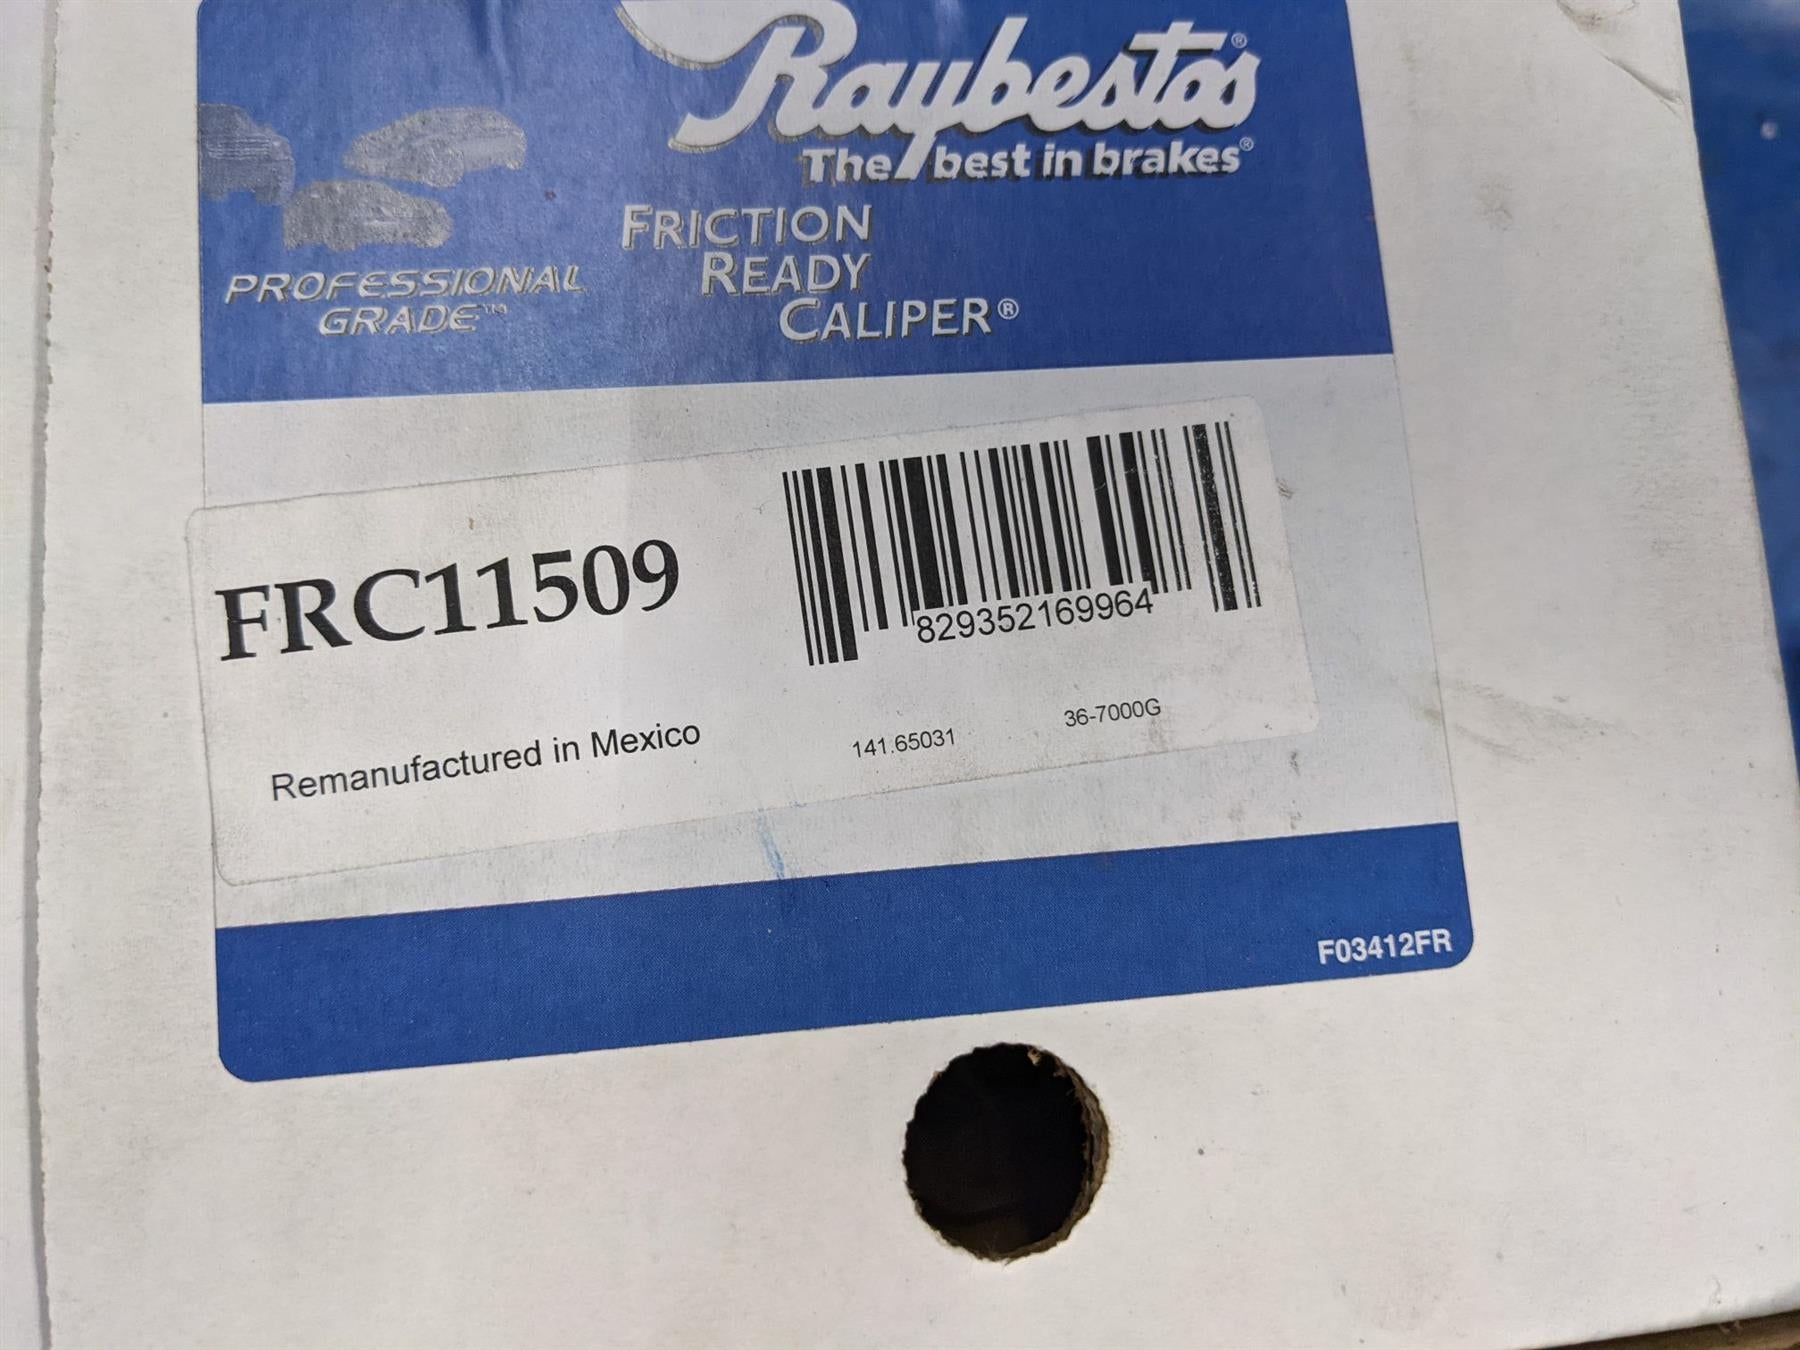 Raybestos®
The best in brakes®
PROFESSIONAL
GRADE™
FRICTION
READY
CALIPER®
FRC11509
829352169964
Remanufactured in Mexico
141.65031
36-7000G
F03412FR